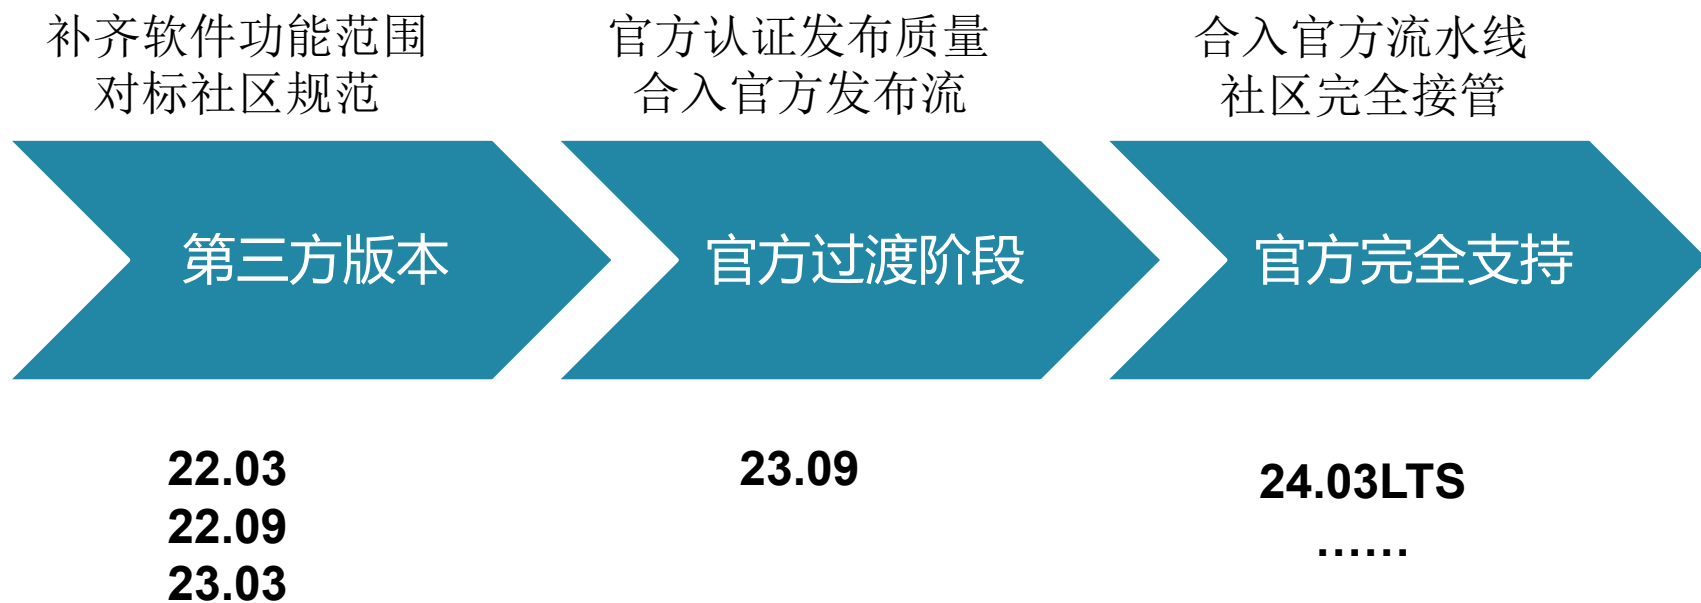 补齐软件功能范围
对标社区规范
官方认证发布质量
合入官方发布流
合入官方流水线
社区完全接管
第三方版本
官方过渡阶段
官方完全支持
22.03
22.09
23.03
23.09
24.03LTS
......